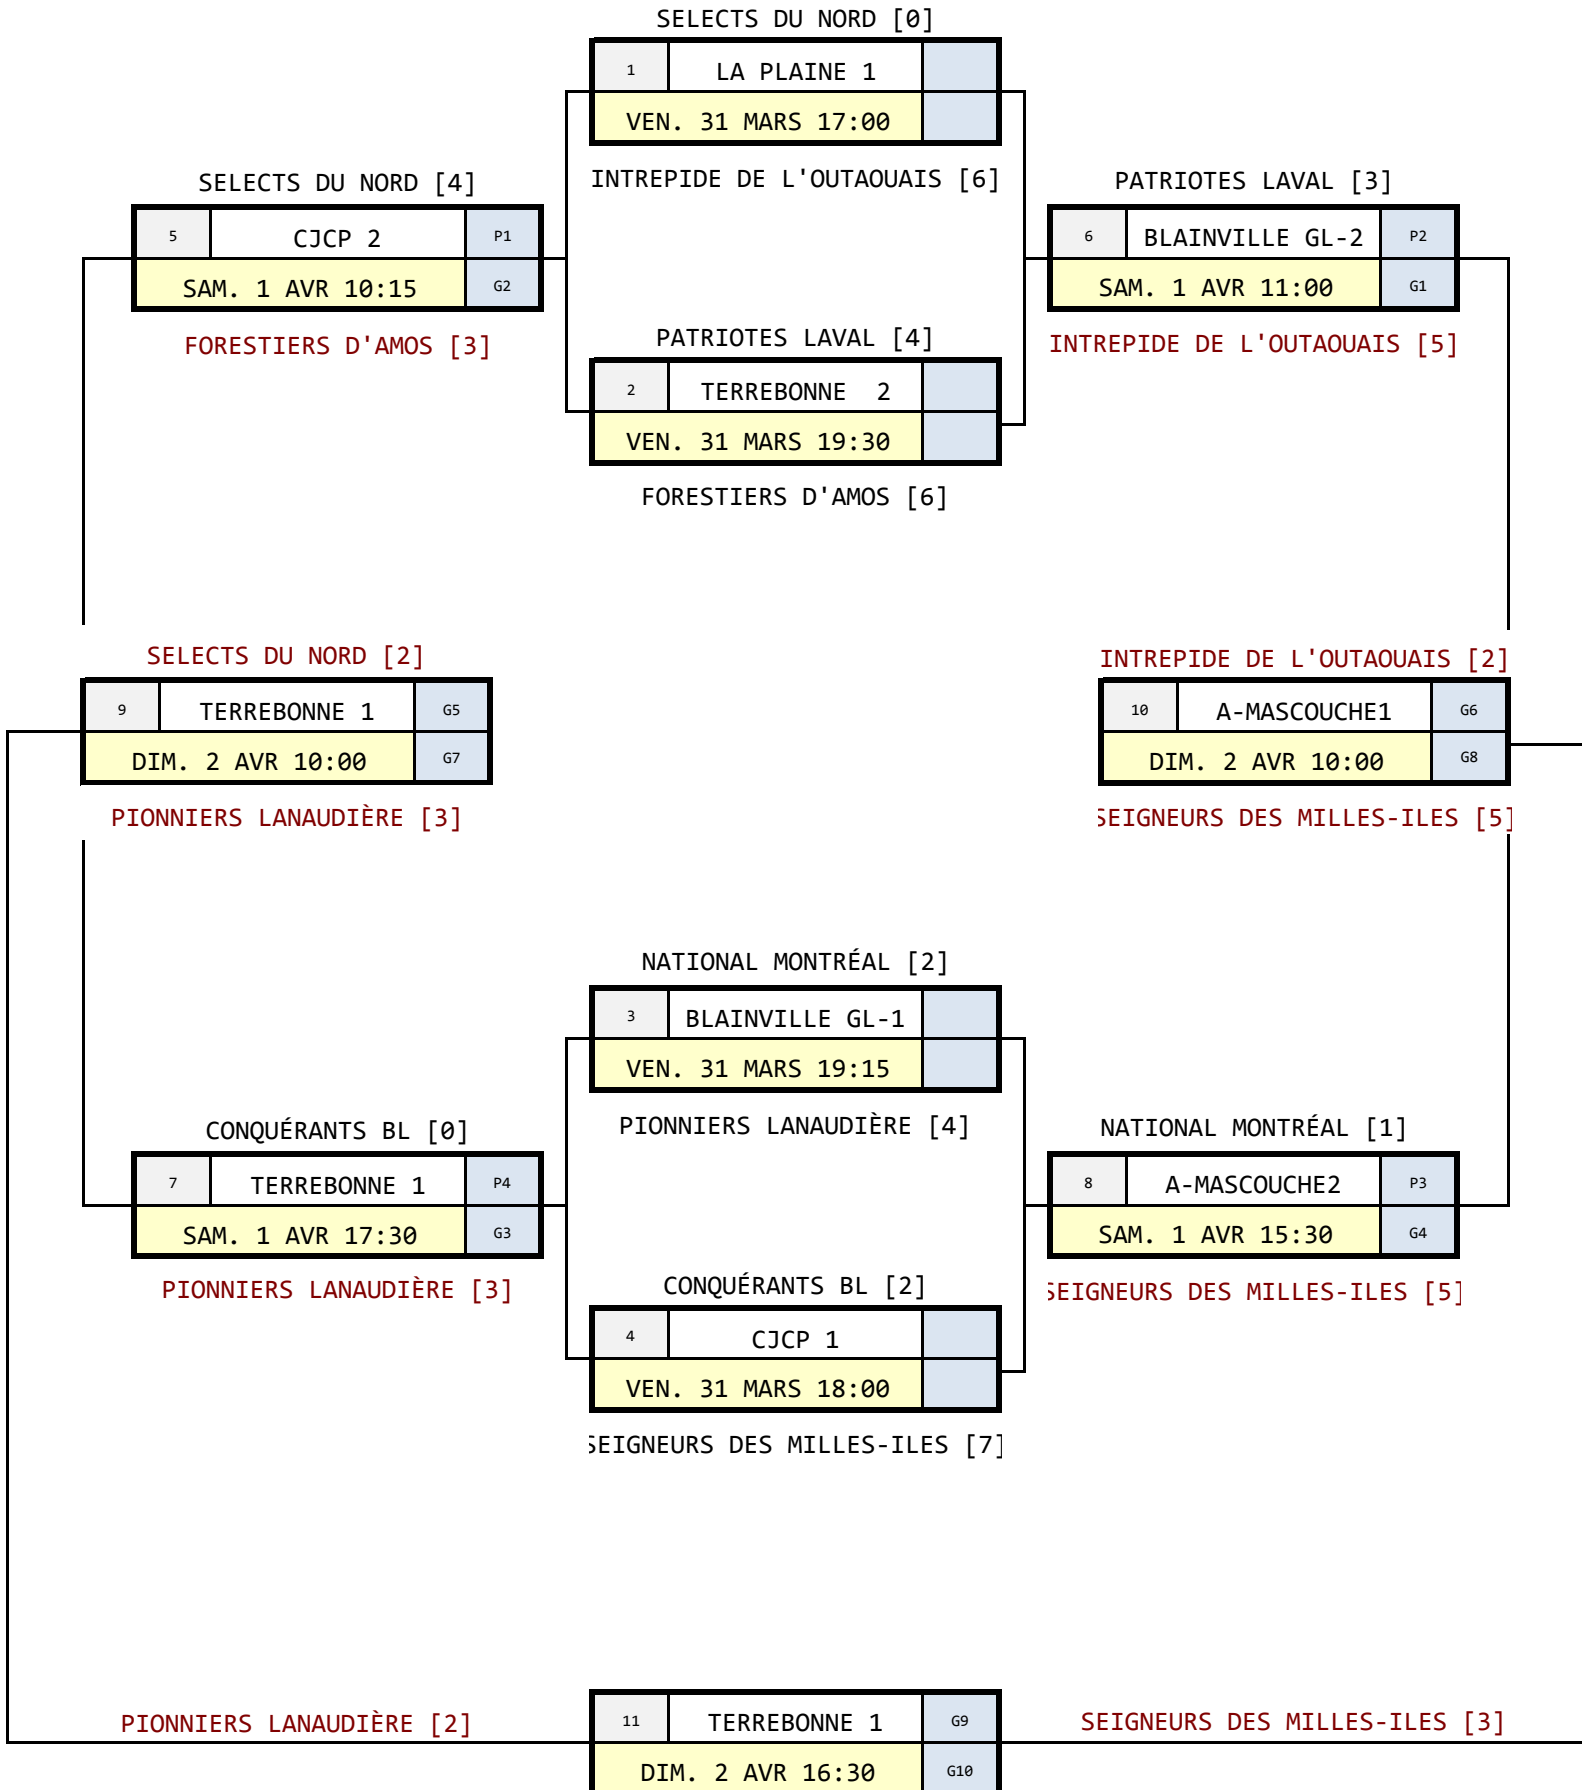 SELECTS DU NORD [0]
1 LA PLAINE 1
VEN. 31 MARS 17:00
INTREPIDE DE L'OUTAOUAIS [6]
SELECTS DU NORD [4]
5 CJCP 2 P1
SAM. 1 AVR 10:15 G2
FORESTIERS D'AMOS [3]
PATRIOTES LAVAL [3]
6 BLAINVILLE GL-2 P2
SAM. 1 AVR 11:00 G1
INTREPIDE DE L'OUTAOUAIS [5]
PATRIOTES LAVAL [4]
2 TERREBONNE  2
VEN. 31 MARS 19:30
FORESTIERS D'AMOS [6]
SELECTS DU NORD [2]
9 TERREBONNE 1 G5
DIM. 2 AVR 10:00 G7
PIONNIERS LANAUDIÈRE [3]
INTREPIDE DE L'OUTAOUAIS [2]
10 A-MASCOUCHE1 G6
DIM. 2 AVR 10:00 G8
SEIGNEURS DES MILLES-ILES [5]
NATIONAL MONTRÉAL [2]
3 BLAINVILLE GL-1
VEN. 31 MARS 19:15
PIONNIERS LANAUDIÈRE [4]
CONQUÉRANTS BL [0]
7 TERREBONNE 1 P4
SAM. 1 AVR 17:30 G3
PIONNIERS LANAUDIÈRE [3]
NATIONAL MONTRÉAL [1]
8 A-MASCOUCHE2 P3
SAM. 1 AVR 15:30 G4
SEIGNEURS DES MILLES-ILES [5]
CONQUÉRANTS BL [2]
4 CJCP 1
VEN. 31 MARS 18:00
SEIGNEURS DES MILLES-ILES [7]
PIONNIERS LANAUDIÈRE [2]
11 TERREBONNE 1 G9
DIM. 2 AVR 16:30 G10
SEIGNEURS DES MILLES-ILES [3]